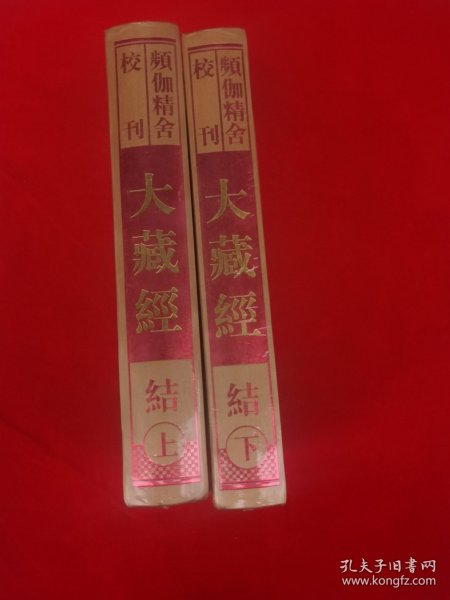 頻伽精舍
校刊
大藏經
結
上
頻伽精舍
校刊
大藏經
結
下
孔夫子旧书网
www.kongfz.com